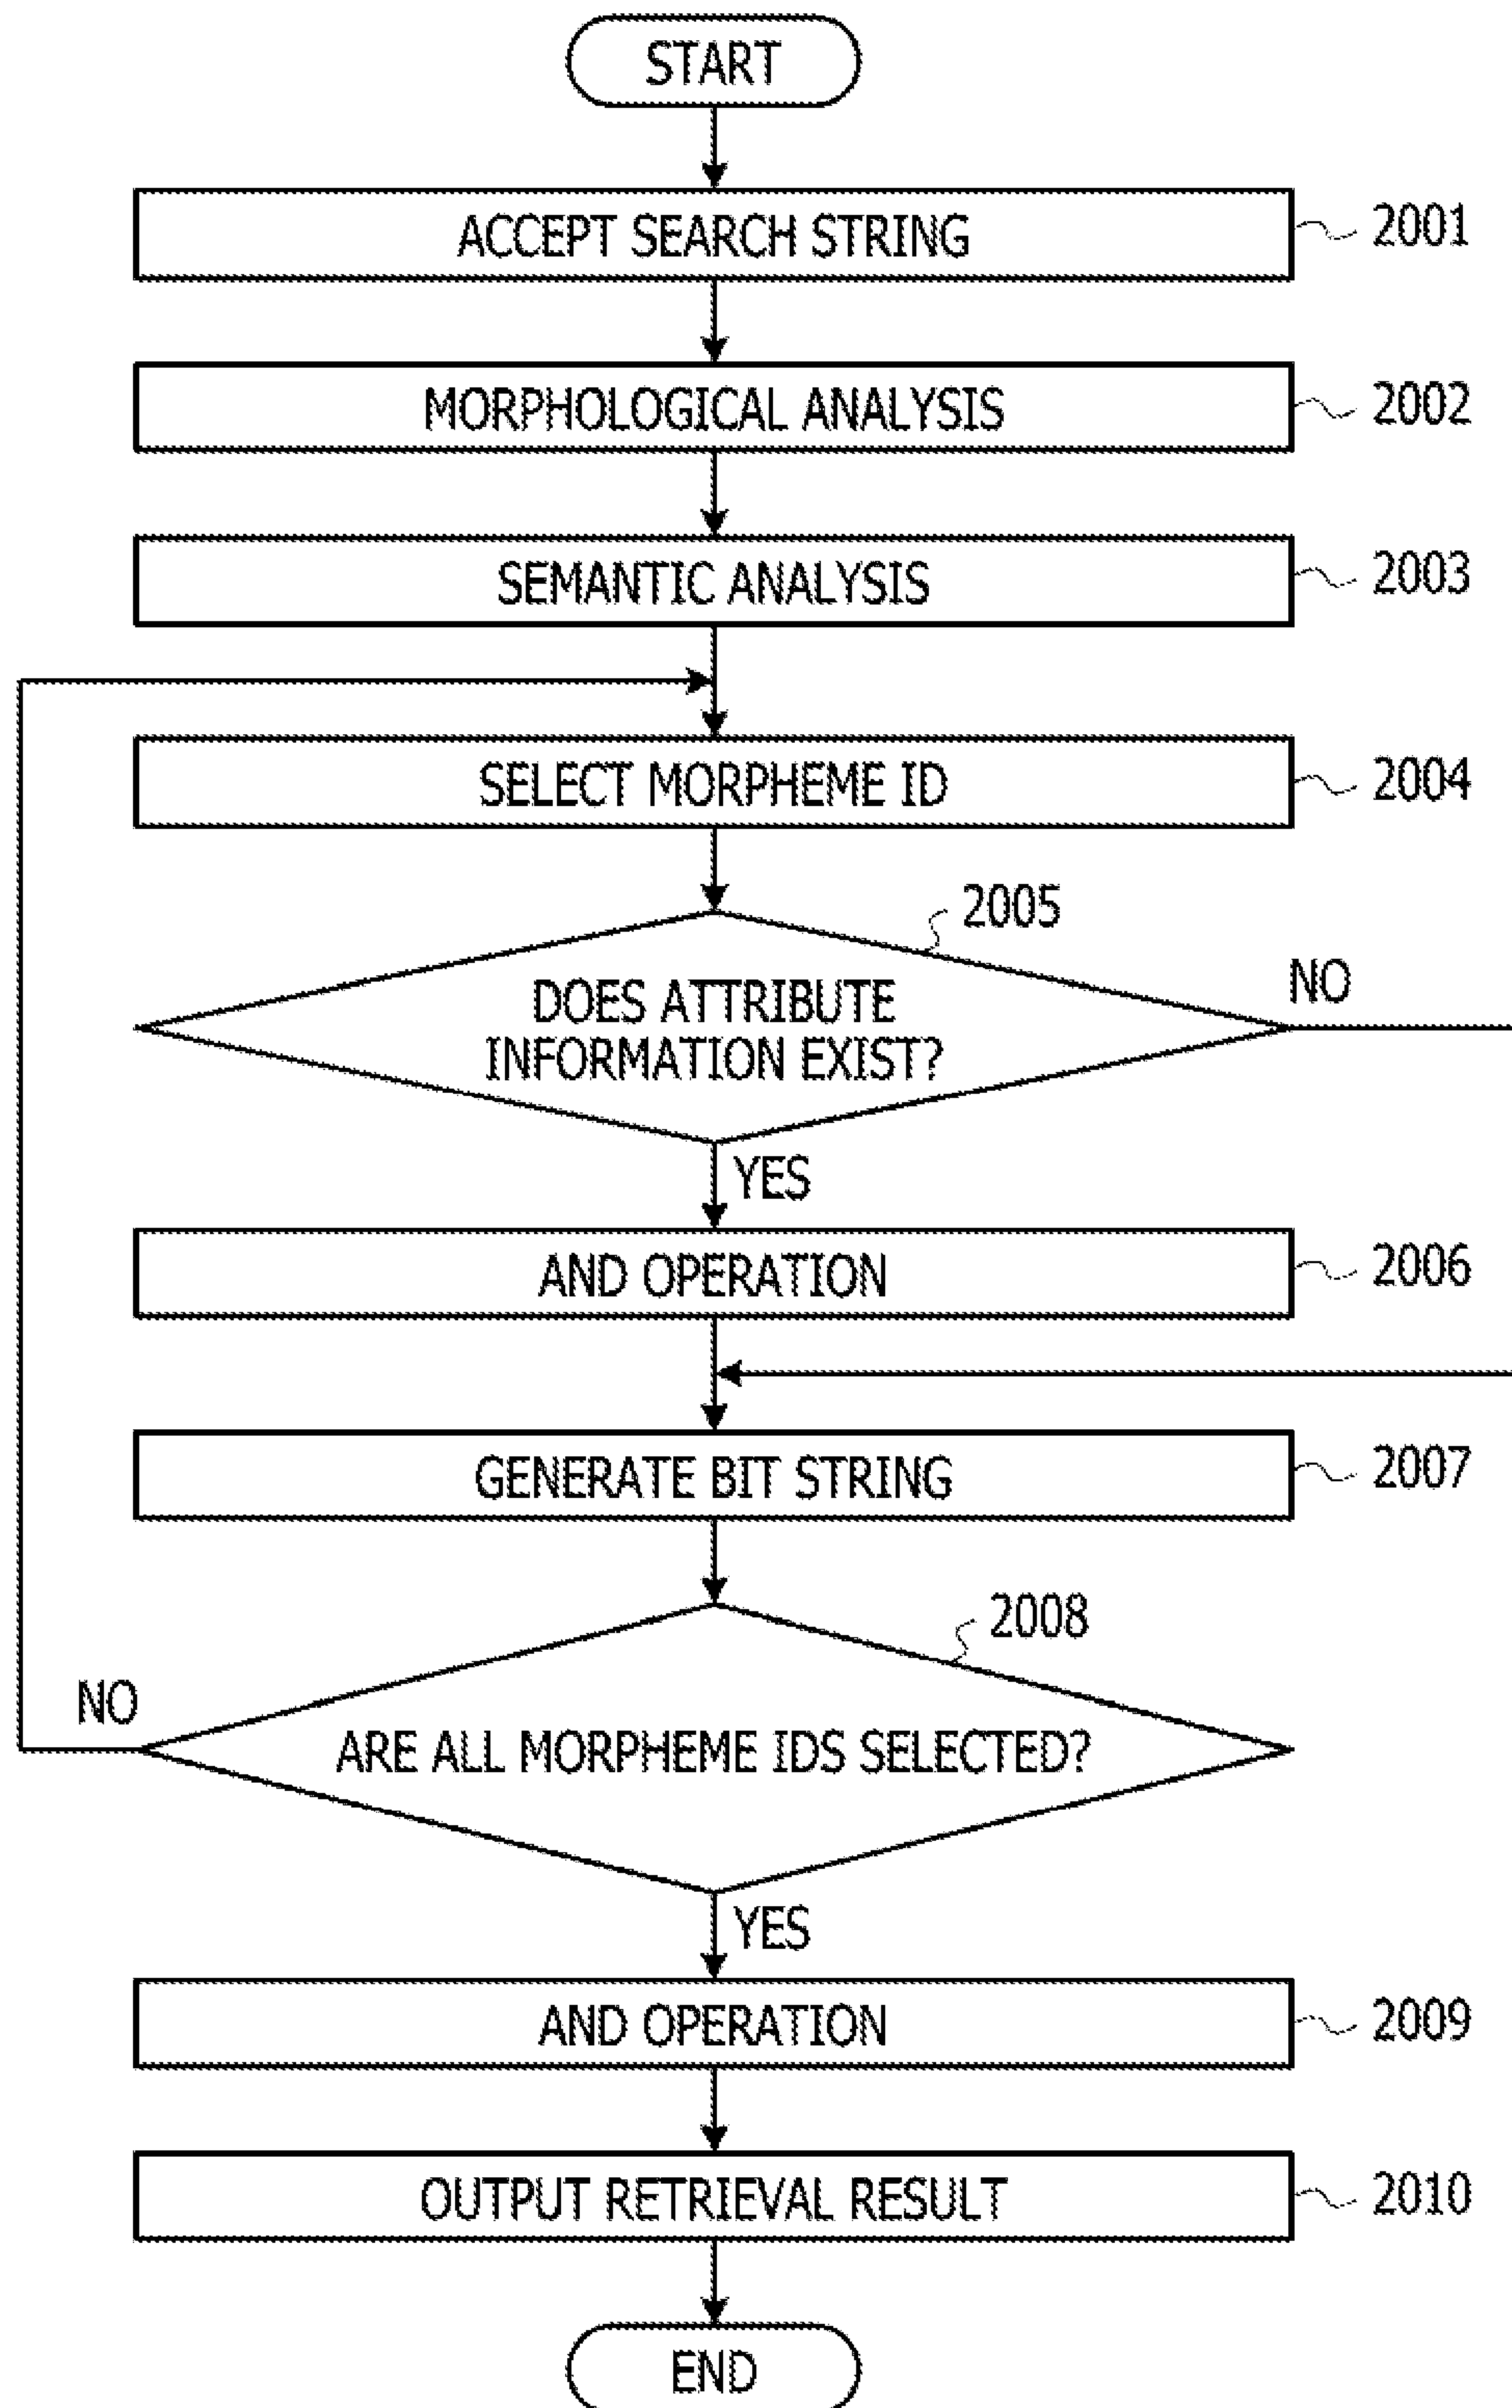 START
ACCEPT SEARCH STRING
2001
MORPHOLOGICAL ANALYSIS
2002
SEMANTIC ANALYSIS
2003
SELECT MORPHEME ID
2004
2005
DOES ATTRIBUTE
INFORMATION EXIST?
NO
YES
AND OPERATION
2006
GENERATE BIT STRING
2007
2008
NO
ARE ALL MORPHEME IDS SELECTED?
YES
AND OPERATION
2009
OUTPUT RETRIEVAL RESULT
2010
END